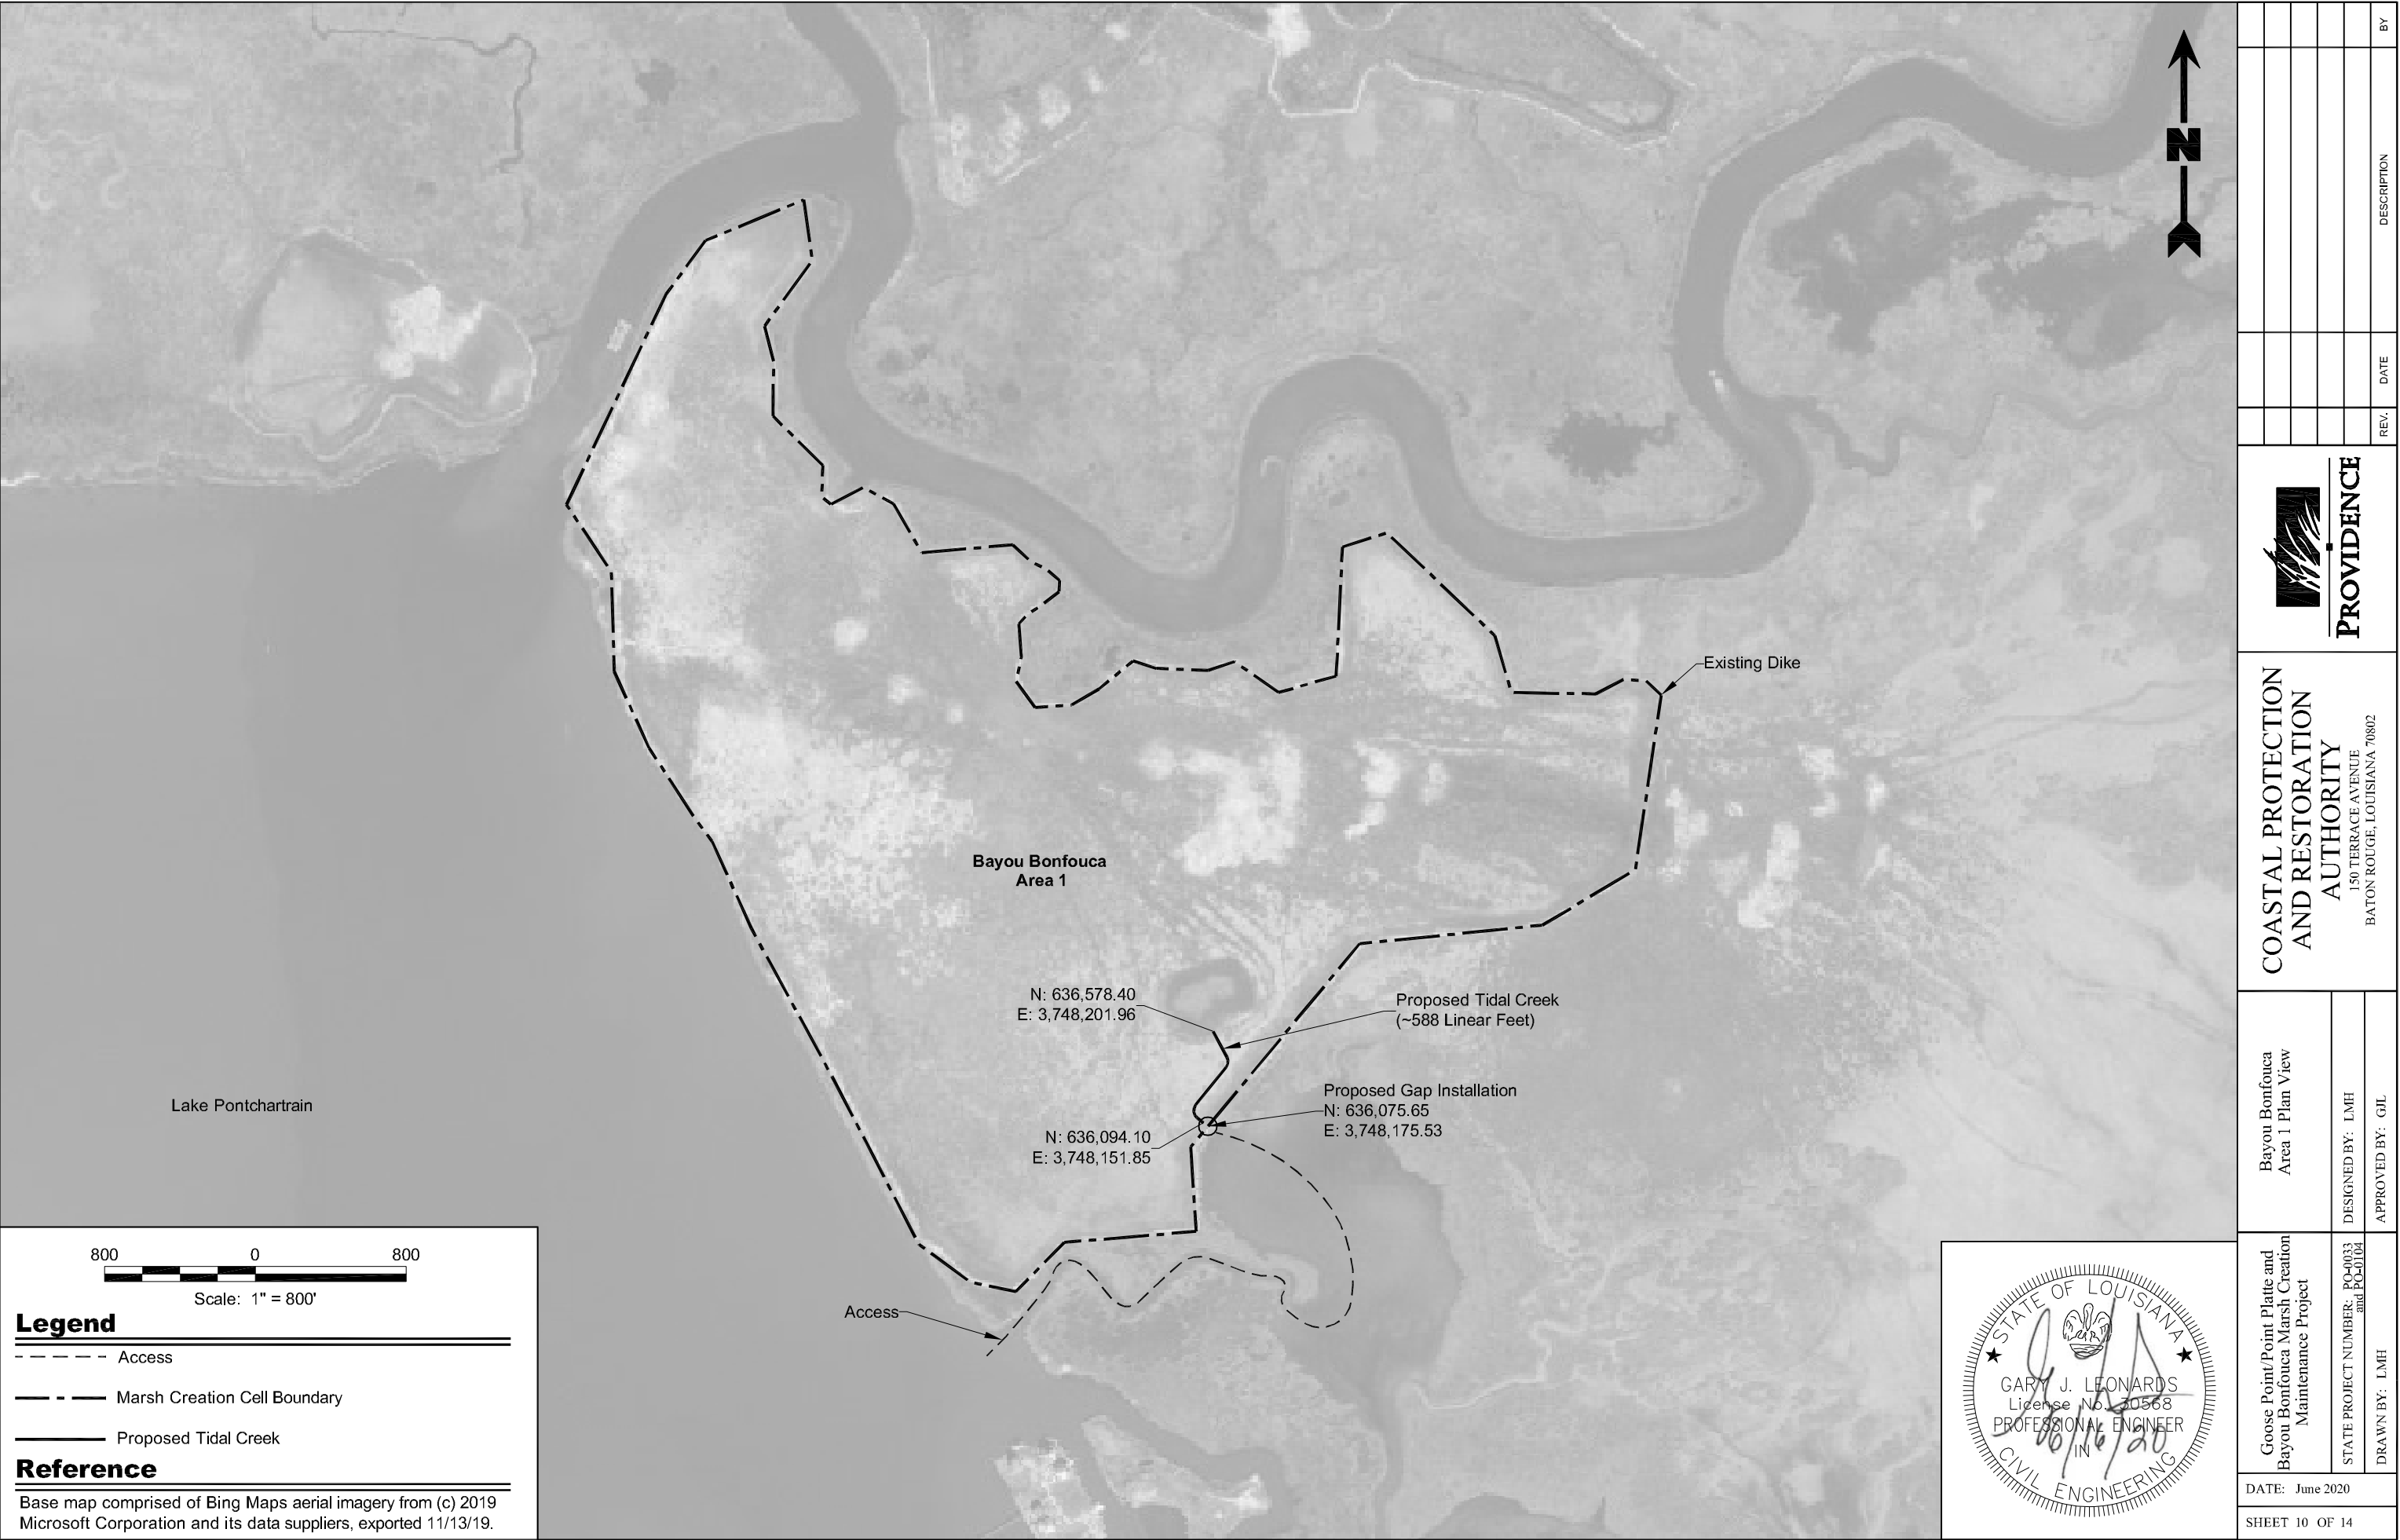 Existing Dike
Bayou Bonfouca
Area 1
N: 636,578.40
E: 3,748,201.96
Proposed Tidal Creek
(~588 Linear Feet)
Proposed Gap Installation
N: 636,075.65
E: 3,748,175.53
N: 636,094.10
E: 3,748,151.85
Lake Pontchartrain
Access
N
800 0 800
Scale: 1" = 800'
Legend
Access
Marsh Creation Cell Boundary
Proposed Tidal Creek
Reference
Base map comprised of Bing Maps aerial imagery from (c) 2019
Microsoft Corporation and its data suppliers, exported 11/13/19.
STATE OF LOUISIANA
GARY J. LEONARDS
License No. 30568
PROFESSIONAL ENGINEER
IN
CIVIL ENGINEERING
06/16/20
REV. DATE DESCRIPTION BY
PROVIDENCE
COASTAL PROTECTION
AND RESTORATION
AUTHORITY
150 TERRACE AVENUE
BATON ROUGE, LOUISIANA 70802
Bayou Bonfouca
Area 1 Plan View
DESIGNED BY: LMH
APPROVED BY: GJL
Goose Point/Point Platte and
Bayou Bonfouca Marsh Creation
Maintenance Project
STATE PROJECT NUMBER: PO-0033
and PO-0104
DRAWN BY: LMH
DATE: June 2020
SHEET 10 OF 14